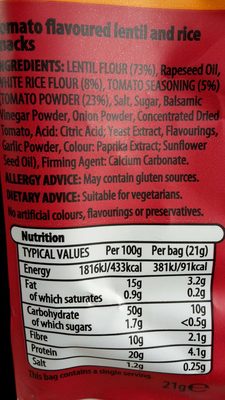 omato flavoured lentil and rice
nacks
NGREDIENTS: LENTIL FLOUR (73%), Rapeseed Oil,
WHITE RICE FLOUR (8%), TOMATO SEASONING (5%)
TOMATO POWDER (23%), Salt, Sugar, Balsamic
Vinegar Powder, Onion Powder, Concentrated Dried
Tomato, Acid: Citric Acid; Yeast Extract, Flavourings,
Garlic Powder, Colour: Paprika Extract; Sunflower
Seed Oil), Firming Agent: Calcium Carbonate.
ALLERGY ADVICE: May contain gluten sources.
DIETARY ADVICE: Suitable for vegetarians.
No artificial colours, flavourings or preservatives.
Nutrition
TYPICAL VALUES Per 100g Per bag (21g)
Energy 1816kJ/433kcal 381kJ/91kcal
Fat 15g 3.2g
of which saturates 0.9g 0.2g
Carbohydrate 50g 10g
of which sugars 1.7g <0.5g
Fibre 10g 2.1g
Protein 20g 4.1g
Salt 1.2g 0.25g
This bag contains a single serving
21g℮